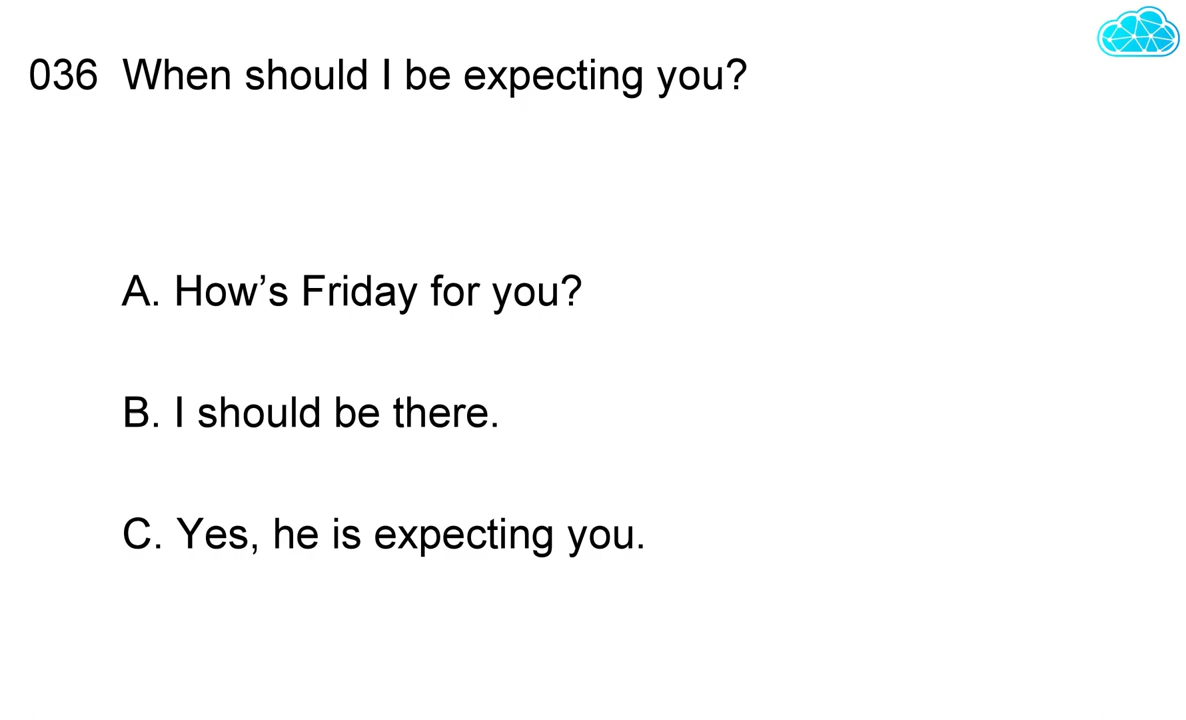 036 When should I be expecting you?
A. How’s Friday for you?
B. I should be there.
C. Yes, he is expecting you.